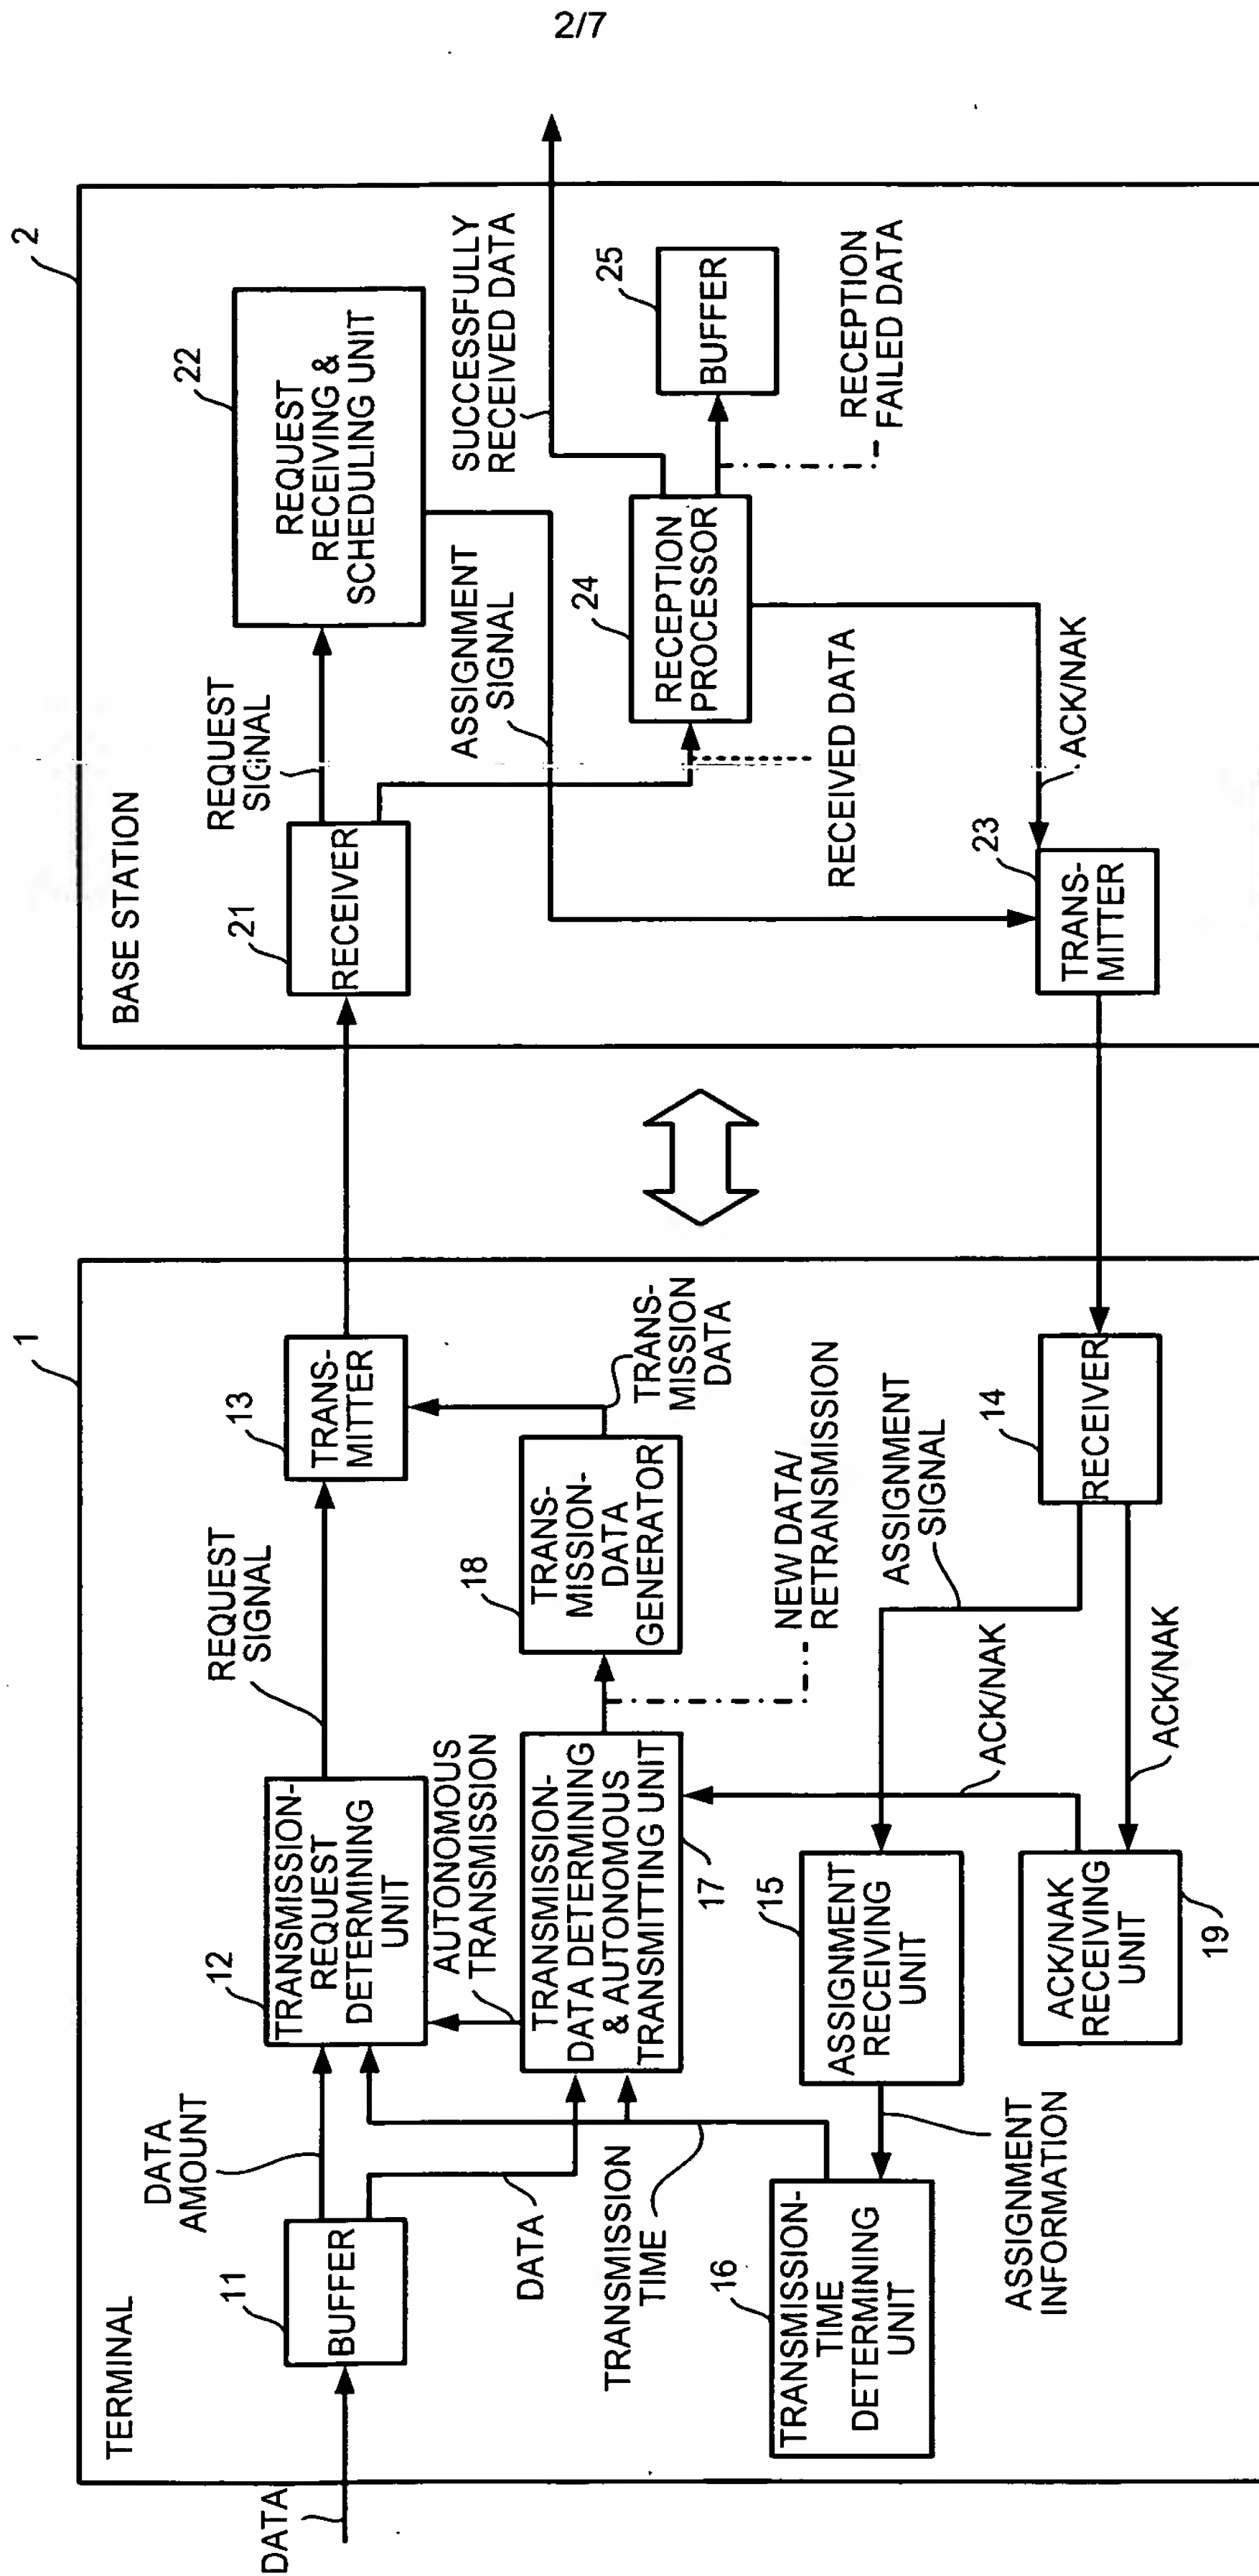 2/7
TERMINAL
1
DATA
11
BUFFER
DATA
AMOUNT
DATA
12
TRANSMISSION-
REQUEST
DETERMINING
UNIT
REQUEST
SIGNAL
13
TRANS-
MITTER
AUTONOMOUS
TRANSMISSION
TRANSMISSION
TIME
TRANSMISSION-
DATA DETERMINING
& AUTONOMOUS
TRANSMITTING UNIT
17
18
TRANS-
MISSION-
DATA
GENERATOR
TRANS-
MISSION
DATA
NEW DATA/
RETRANSMISSION
16
TRANSMISSION-
TIME
DETERMINING
UNIT
15
ASSIGNMENT
RECEIVING
UNIT
ASSIGNMENT
INFORMATION
ASSIGNMENT
SIGNAL
14
RECEIVER
ACK/NAK
ACK/NAK
ACK/NAK
RECEIVING
UNIT
19
BASE STATION
2
21
RECEIVER
REQUEST
SIGNAL
22
REQUEST
RECEIVING &
SCHEDULING UNIT
ASSIGNMENT
SIGNAL
SUCCESSFULLY
RECEIVED DATA
24
RECEPTION
PROCESSOR
25
BUFFER
RECEIVED DATA
RECEPTION
FAILED DATA
23
TRANS-
MITTER
ACK/NAK